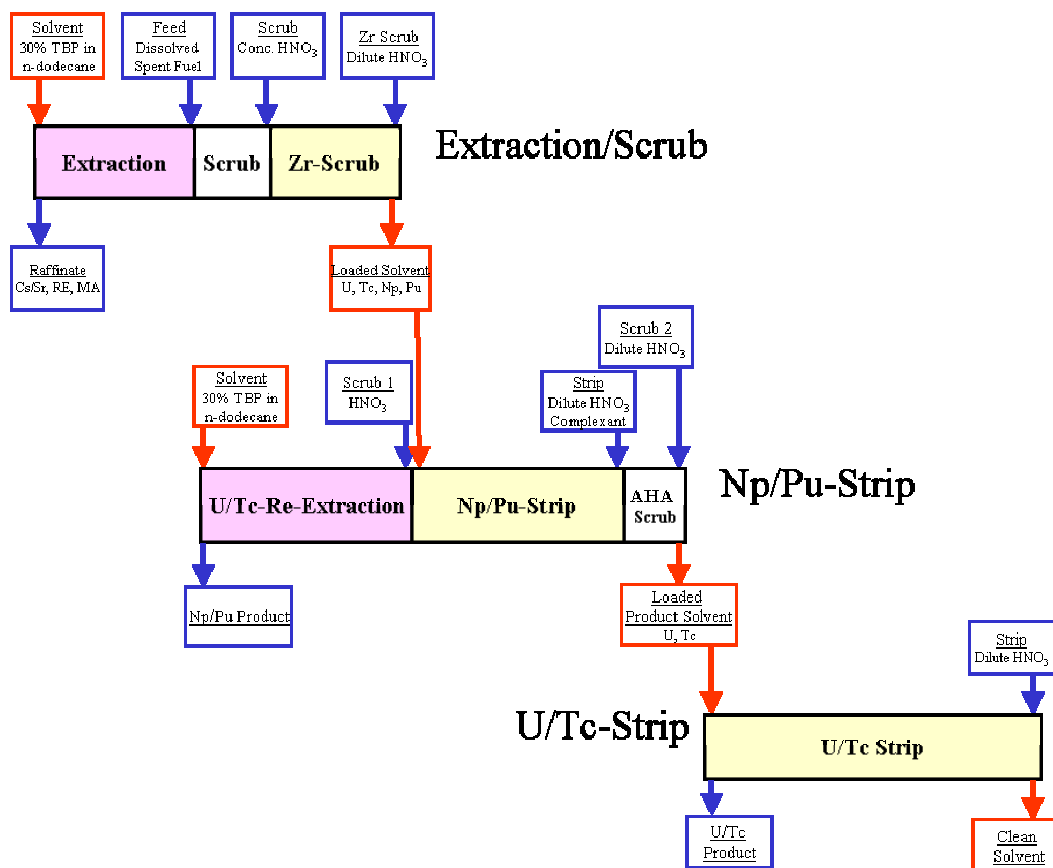 Solvent
30% TBP in
n-dodecane
Feed
Dissolved
Spent Fuel
Scrub
Conc. HNO3
Zr Scrub
Dilute HNO3
Extraction
Scrub
Zr-Scrub
Extraction/Scrub
Raffinate
Cs/Sr, RE, MA
Loaded Solvent
U, Tc, Np, Pu
Solvent
30% TBP in
n-dodecane
Scrub 1
HNO3
Strip
Dilute HNO3
Complexant
Scrub 2
Dilute HNO3
U/Tc-Re-Extraction
Np/Pu-Strip
AHA
Scrub
Np/Pu-Strip
Np/Pu Product
Loaded
Product Solvent
U, Tc
Strip
Dilute HNO3
U/Tc-Strip
U/Tc Strip
U/Tc
Product
Clean
Solvent